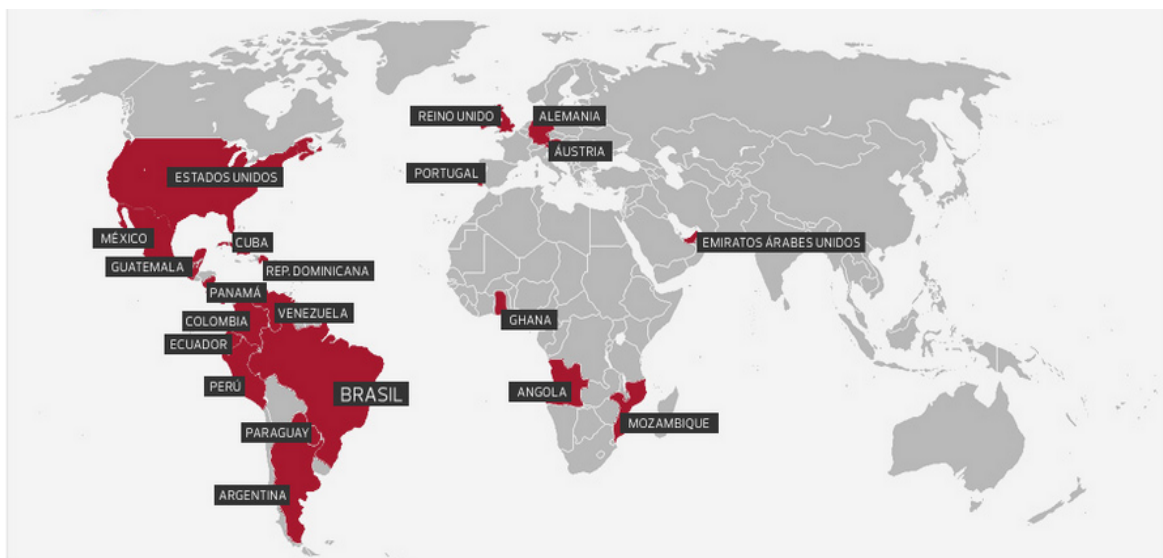 REINO UNIDO
ALEMANIA
ÁUSTRIA
PORTUGAL
ESTADOS UNIDOS
MÉXICO
CUBA
EMIRATOS ÁRABES UNIDOS
GUATEMALA
REP. DOMINICANA
PANAMÁ
VENEZUELA
COLOMBIA
GHANA
ECUADOR
PERÚ
BRASIL
ANGOLA
MOZAMBIQUE
PARAGUAY
ARGENTINA